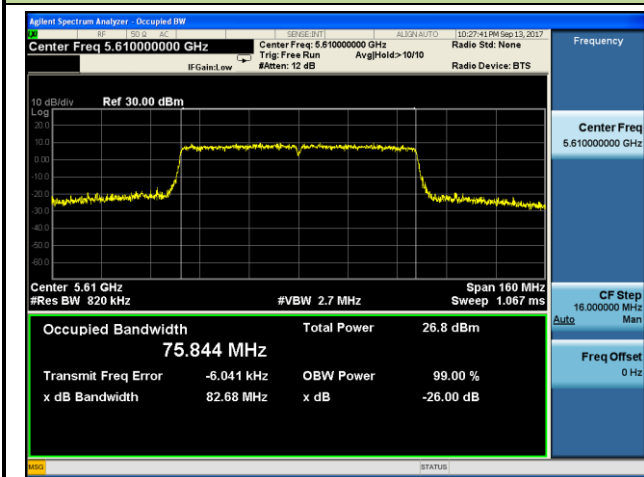 Agilent Spectrum Analyzer - Occupied BW
RF 50 Ω AC SENSE:INT ALIGN AUTO 10:27:41 PM Sep 13, 2017
Center Freq 5.610000000 GHz Center Freq: 5.610000000 GHz Radio Std: None Frequency
Trig: Free Run Avg|Hold:>10/10
IFGain:Low #Atten: 12 dB Radio Device: BTS
10 dB/div Ref 30.00 dBm
Log
20.0
10.0
0.00
-10.0
-20.0
-30.0
-40.0
-50.0
-60.0
Center Freq
5.610000000 GHz
Center 5.61 GHz Span 160 MHz
#Res BW 820 kHz #VBW 2.7 MHz Sweep 1.067 ms
CF Step
16.000000 MHz
Auto Man
Occupied Bandwidth Total Power 26.8 dBm
75.844 MHz
Transmit Freq Error -6.041 kHz OBW Power 99.00 %
x dB Bandwidth 82.68 MHz x dB -26.00 dB
Freq Offset
0 Hz
MSG STATUS